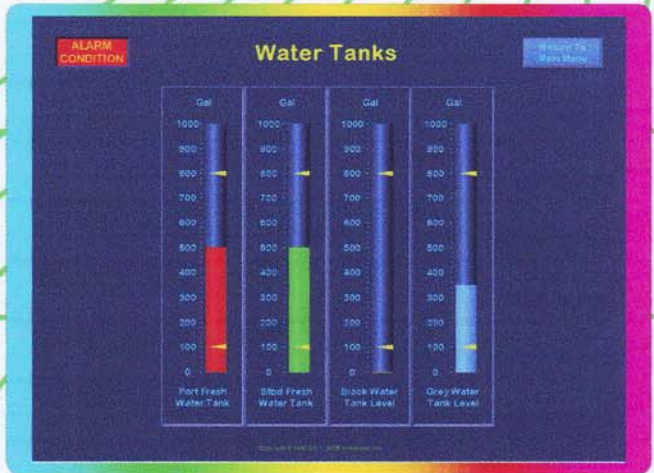 ALARM
CONDITION
Water Tanks
Return To
Main Menu
Gal
Gal
Gal
Gal
1000
900
800
700
600
500
400
300
200
100
0
1000
900
800
700
600
500
400
300
200
100
0
1000
900
800
700
600
500
400
300
200
100
0
1000
900
800
700
600
500
400
300
200
100
0
Port Fresh
Water Tank
Stbd Fresh
Water Tank
Black Water
Tank Level
Grey Water
Tank Level